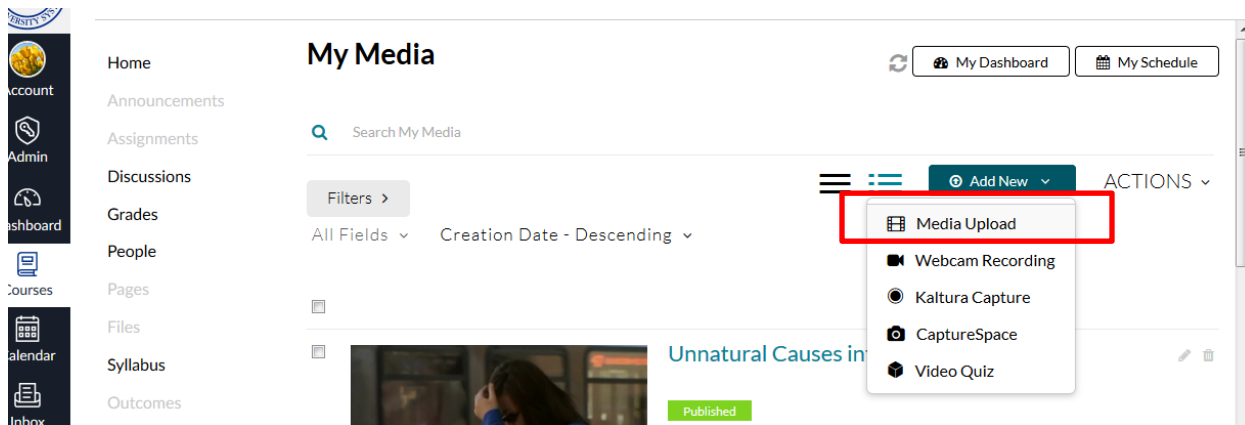 VERSITY SYS
ccount
Admin
ashboard
Courses
alendar
Inbox
Home
Announcements
Assignments
Discussions
Grades
People
Pages
Files
Syllabus
Outcomes
My Media
My Dashboard
My Schedule
Search My Media
Filters >
Add New
ACTIONS
All Fields
Creation Date - Descending
Media Upload
Webcam Recording
Kaltura Capture
CaptureSpace
Video Quiz
Unnatural Causes in
Published